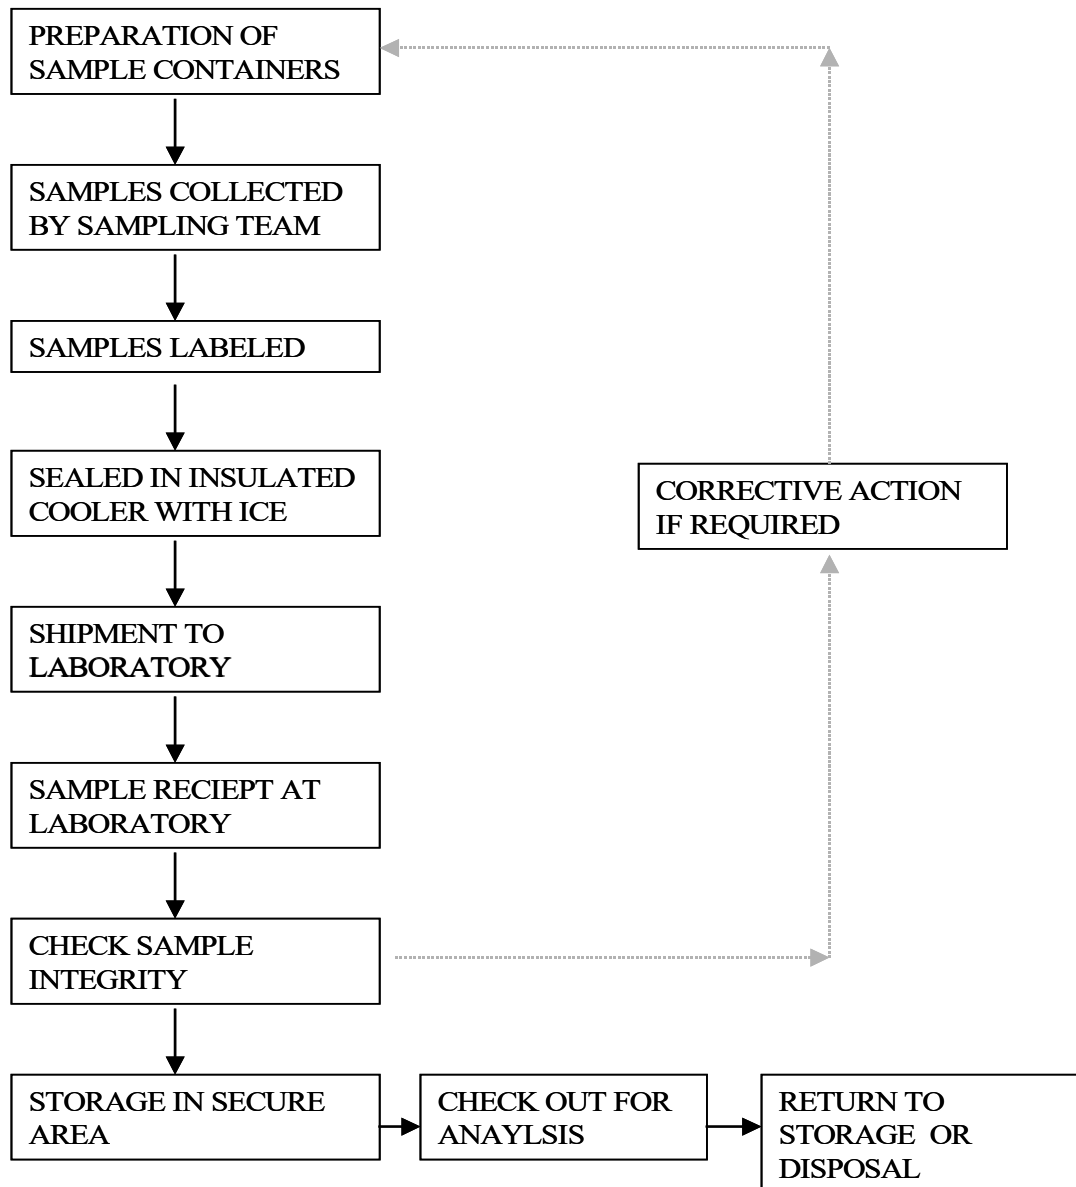 PREPARATION OF
SAMPLE CONTAINERS
SAMPLES COLLECTED
BY SAMPLING TEAM
SAMPLES LABELED
SEALED IN INSULATED
COOLER WITH ICE
CORRECTIVE ACTION
IF REQUIRED
SHIPMENT TO
LABORATORY
SAMPLE RECIEPT AT
LABORATORY
CHECK SAMPLE
INTEGRITY
STORAGE IN SECURE
AREA
CHECK OUT FOR
ANAYLSIS
RETURN TO
STORAGE OR
DISPOSAL